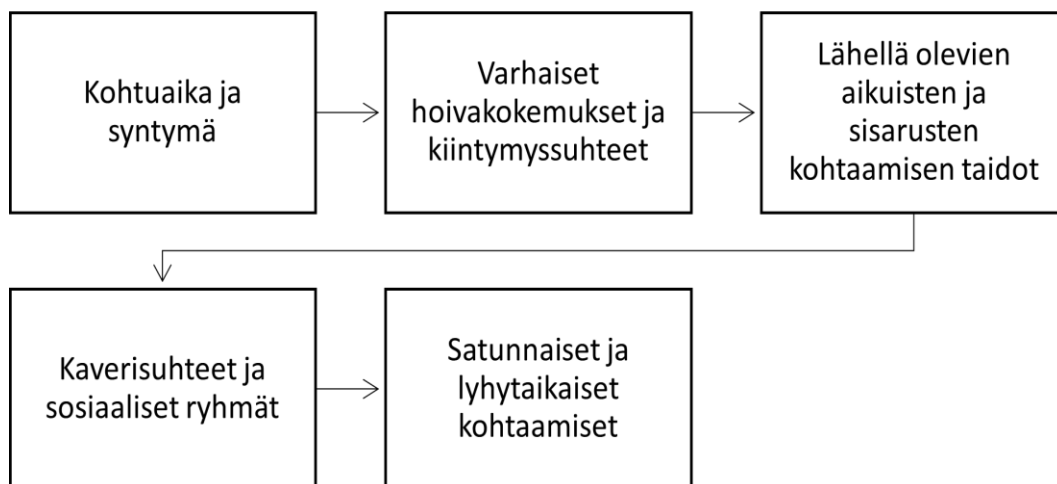 Kohtuaika ja
syntymä
Varhaiset
hoivakokemukset ja
kiintymyssuhteet
Lähellä olevien
aikuisten ja
sisarusten
kohtaamisen taidot
Kaverisuhteet ja
sosiaaliset ryhmät
Satunnaiset ja
lyhytaikaiset
kohtaamiset